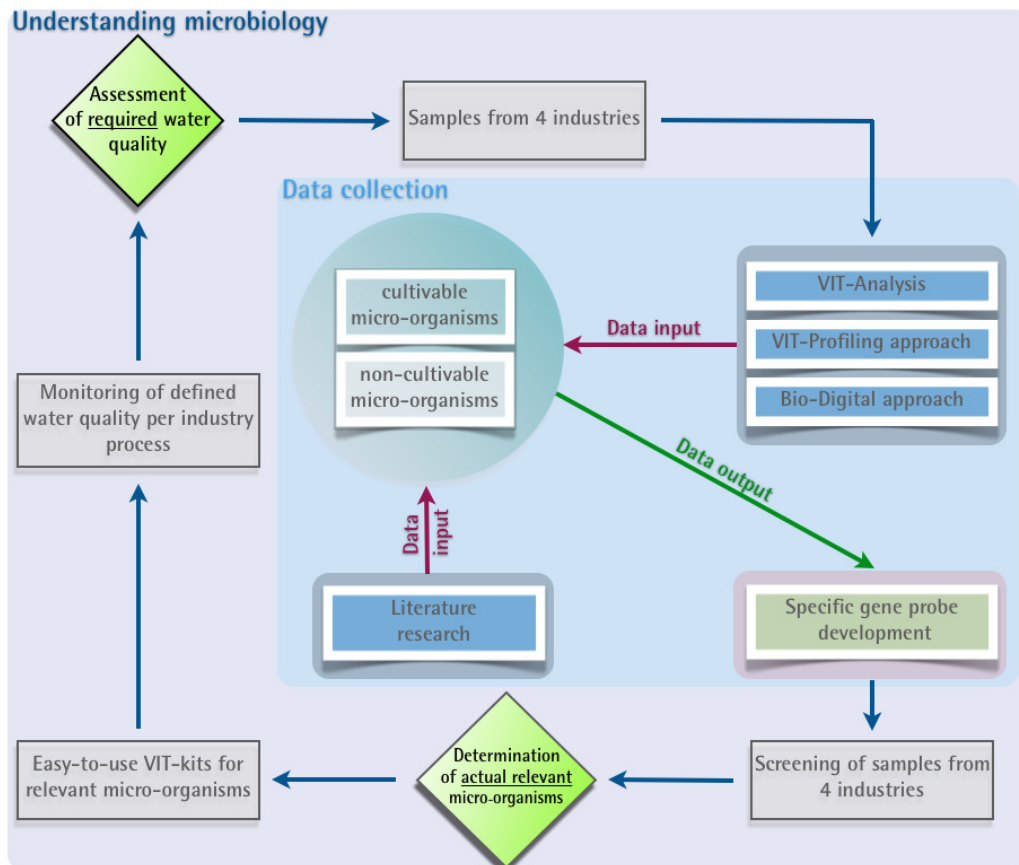 Understanding microbiology
Assessment
of required water
quality
Samples from 4 industries
Data collection
cultivable
micro-organisms
non-cultivable
micro-organisms
Data input
VIT-Analysis
VIT-Profiling approach
Bio-Digital approach
Monitoring of defined
water quality per industry
process
Data output
Data
input
Literature
research
Specific gene probe
development
Easy-to-use VIT-kits for
relevant micro-organisms
Determination
of actual relevant
micro-organisms
Screening of samples from
4 industries